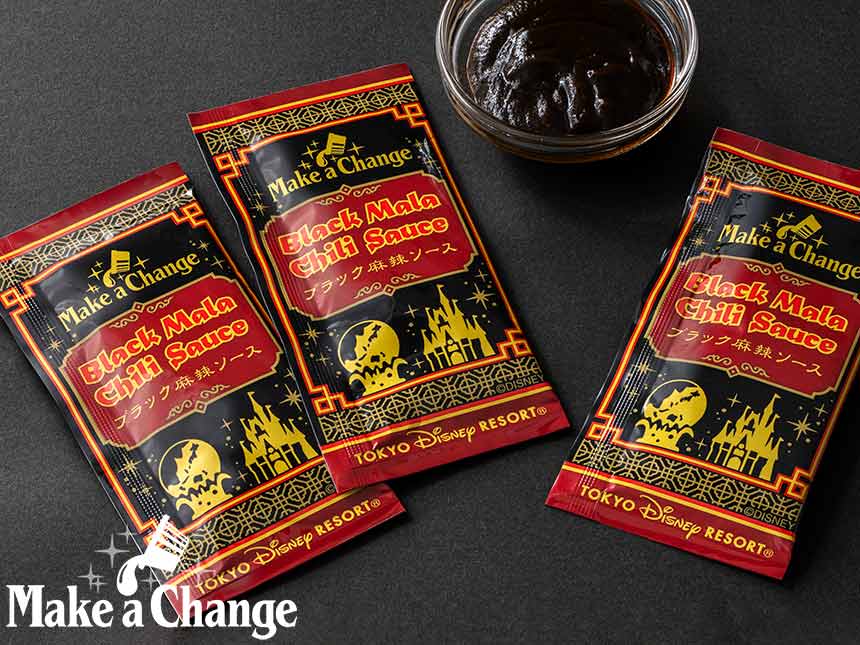 Make a Change
Black Mala
Chili Sauce
ブラック麻辣ソース
©DISNEY
TOKYO Disney RESORT®
Make a Change
Black Mala
Chili Sauce
ブラック麻辣ソース
TOKYO Disney RESORT®
Make a Change
Black Mala
Chili Sauce
ブラック麻辣ソース
©DISNEY
TOKYO Disney RESORT®
Make a Change